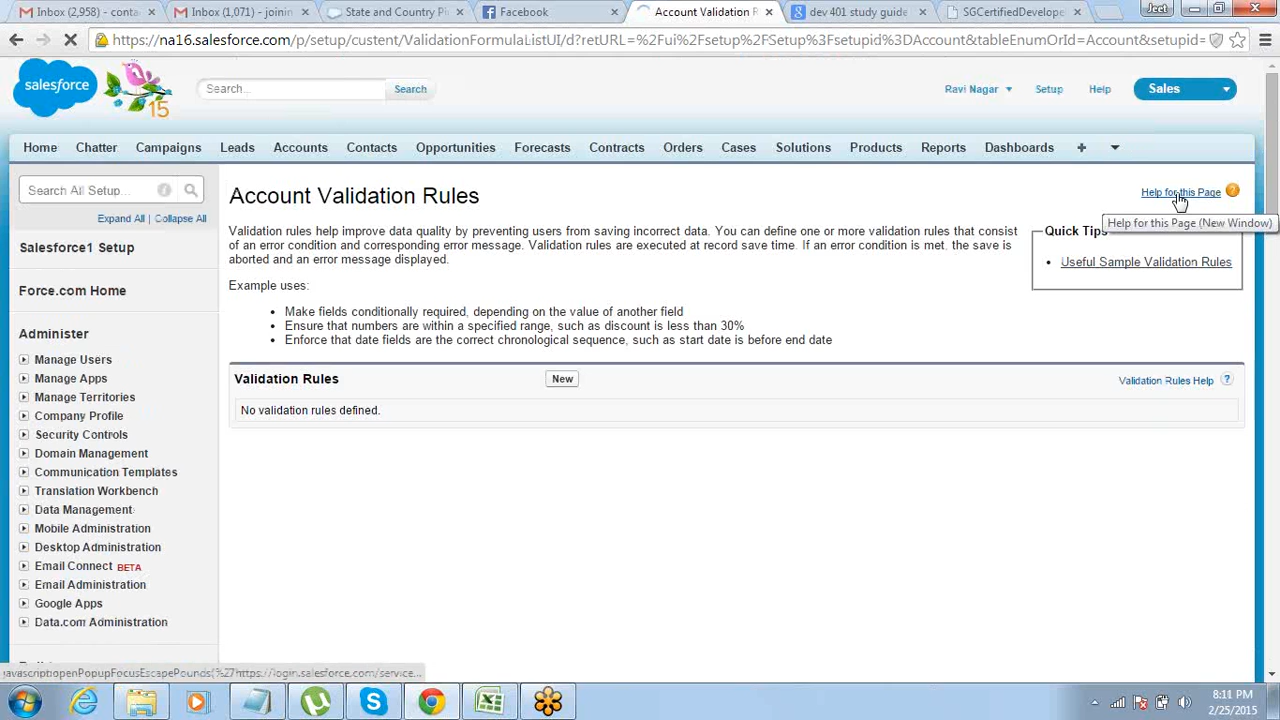 Inbox (2,958) - conta
Inbox (1,071) - joinin
State and Country Pi
Facebook
Account Validation R
dev 401 study guide
SGCertifiedDevelope
Jeet
https://na16.salesforce.com/p/setup/custent/ValidationFormulaList
retURL=%2Fui%2Fsetup%2FSetup%3Fsetupid%3DAccount&tableEnumOrId=Account&setupid=
salesforce
15
Search...
Search
Ravi Nagar
Setup
Help
Sales
Home
Chatter
Campaigns
Leads
Accounts
Contacts
Opportunities
Forecasts
Contracts
Orders
Cases
Solutions
Products
Reports
Dashboards
+
Search All Setup...
Expand All | Collapse All
Salesforce1 Setup
Force.com Home
Administer
Manage Users
Manage Apps
Manage Territories
Company Profile
Security Controls
Domain Management
Communication Templates
Translation Workbench
Data Management
Mobile Administration
Desktop Administration
Email Connect BETA
Email Administration
Google Apps
Data.com Administration
Account Validation Rules
Help for this Page
Help for this Page (New Window)
Validation rules help improve data quality by preventing users from saving incorrect data. You can define one or more validation rules that consist
of an error condition and corresponding error message. Validation rules are executed at record save time. If an error condition is met, the save is
aborted and an error message displayed.
Quick Tips
• Useful Sample Validation Rules
Example uses:
• Make fields conditionally required, depending on the value of another field
• Ensure that numbers are within a specified range, such as discount is less than 30%
• Enforce that date fields are the correct chronological sequence, such as start date is before end date
Validation Rules
New
Validation Rules Help ?
No validation rules defined.
javascript:openPopupFocusEscapePounds(%27https://login.salesforce.com/service...
8:11 PM
2/25/2015